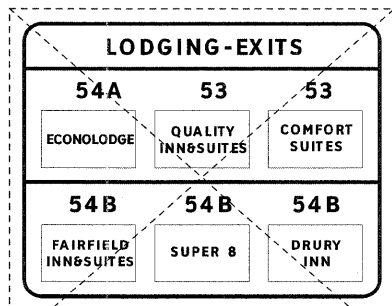 LODGING-EXITS
54A 53 53
ECONOLODGE
QUALITY
INN&SUITES
COMFORT
SUITES
54B 54B 54B
FAIRFIELD
INN&SUITES
SUPER 8
DRURY
INN